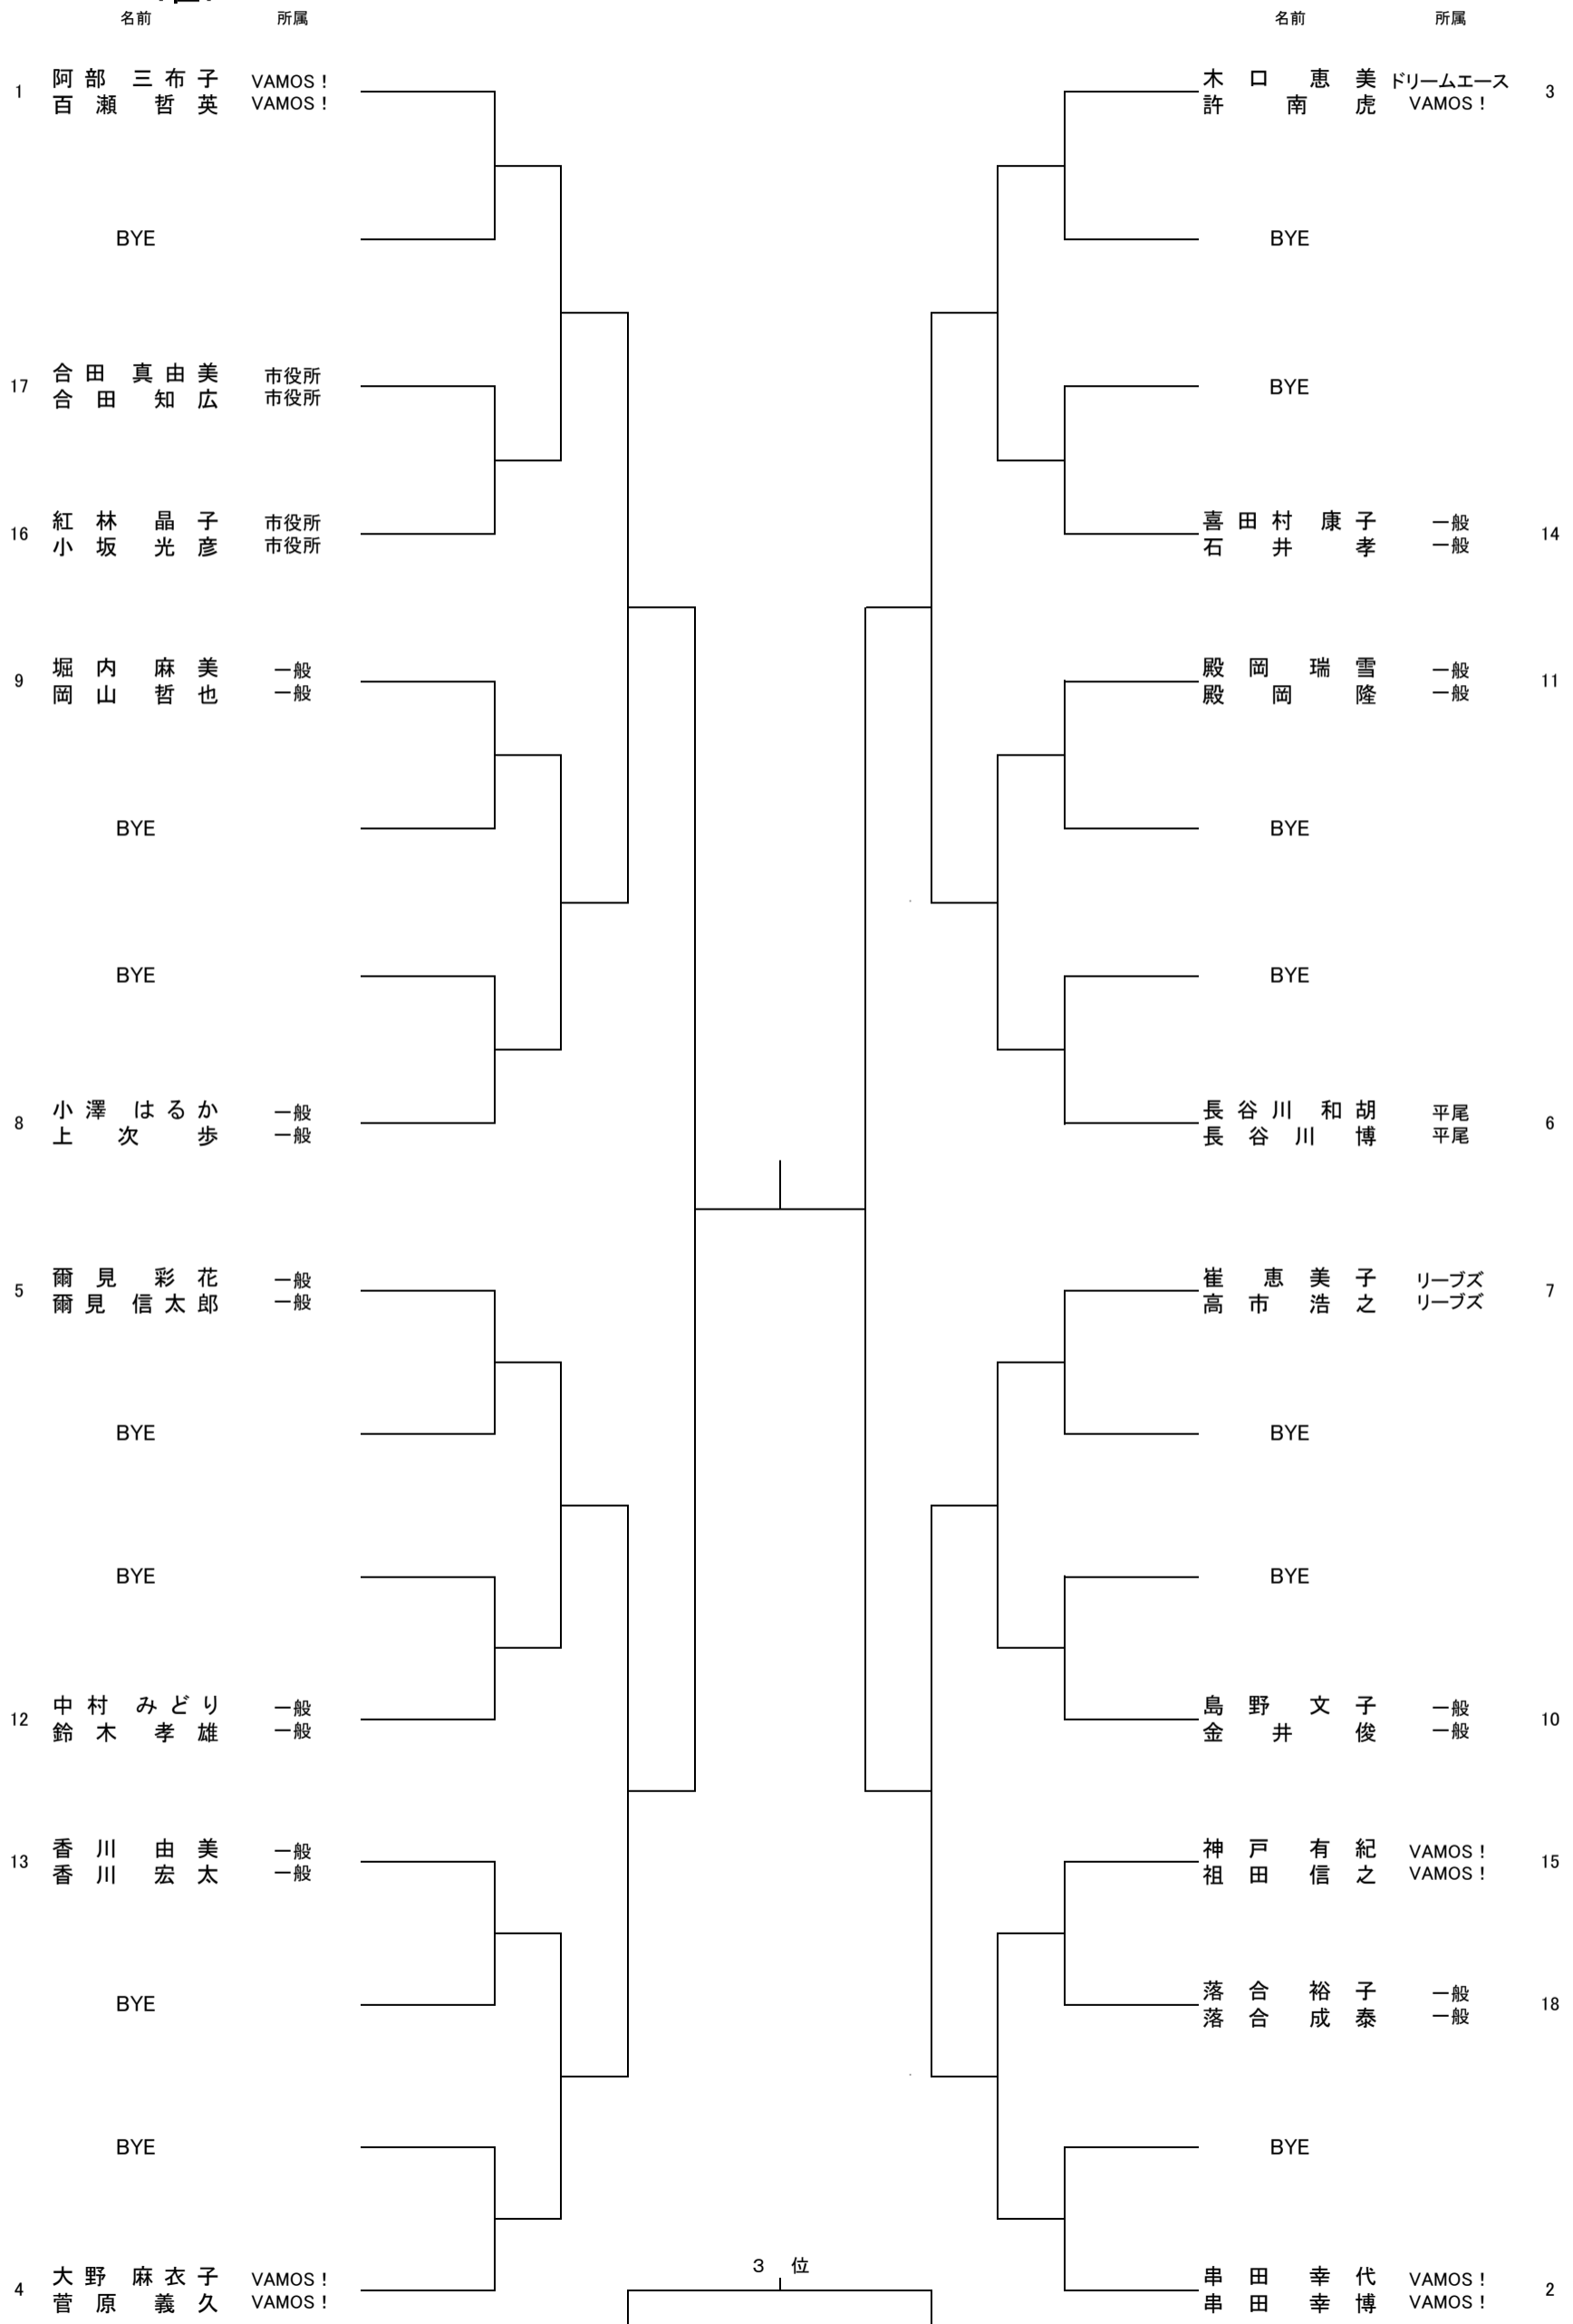 名前 所属
1 阿部 三布子 VAMOS！
百瀬 哲英 VAMOS！
BYE
17 合田 真由美 市役所
合田 知広 市役所
16 紅林 晶子 市役所
小坂 光彦 市役所
9 堀内 麻美 一般
岡山 哲也 一般
BYE
BYE
8 小澤 はるか 一般
上次 歩 一般
5 爾見 彩花 一般
爾見 信太郎 一般
BYE
BYE
12 中村 みどり 一般
鈴木 孝雄 一般
13 香川 由美 一般
香川 宏太 一般
BYE
BYE
4 大野 麻衣子 VAMOS！
菅原 義久 VAMOS！
名前 所属
木口 恵美 ドリームエース 3
許 南虎 VAMOS！
BYE
BYE
喜田村 康子 一般 14
石井 孝 一般
殿岡 瑞雪 一般 11
殿岡 隆 一般
BYE
BYE
長谷川 和胡 平尾 6
長谷川 博 平尾
崔 恵美子 リーブズ 7
高市 浩之 リーブズ
BYE
BYE
島野 文子 一般 10
金井 俊 一般
神戸 有紀 VAMOS！ 15
祖田 信之 VAMOS！
落合 裕子 一般 18
落合 成泰 一般
BYE
串田 幸代 VAMOS！ 2
串田 幸博 VAMOS！
3 位